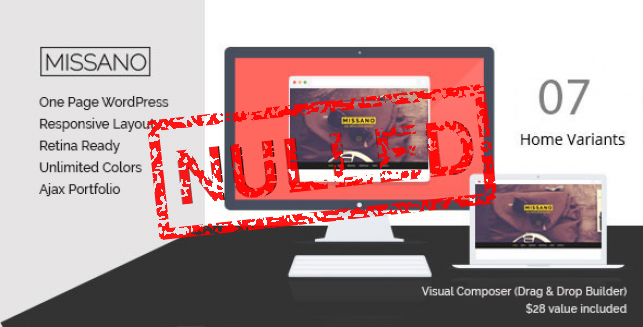 MISSANO
One Page WordPress
Responsive Layout
Retina Ready
Unlimited Colors
Ajax Portfolio
MISSANO
NULLED
07
Home Variants
MISSANO
Visual Composer (Drag & Drop Builder)
$28 value included